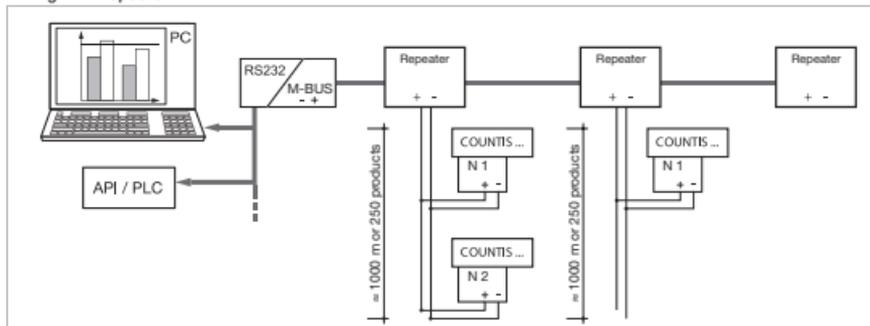 PC
RS232
M-BUS
- +
Repeater
+ -
Repeater
+ -
Repeater
+ -
API / PLC
≈ 1000 m or 250 products
COUNTIS ...
N 1
+ -
COUNTIS ...
N 2
+ -
≈ 1000 m or 250 products
COUNTIS ...
N 1
+ -